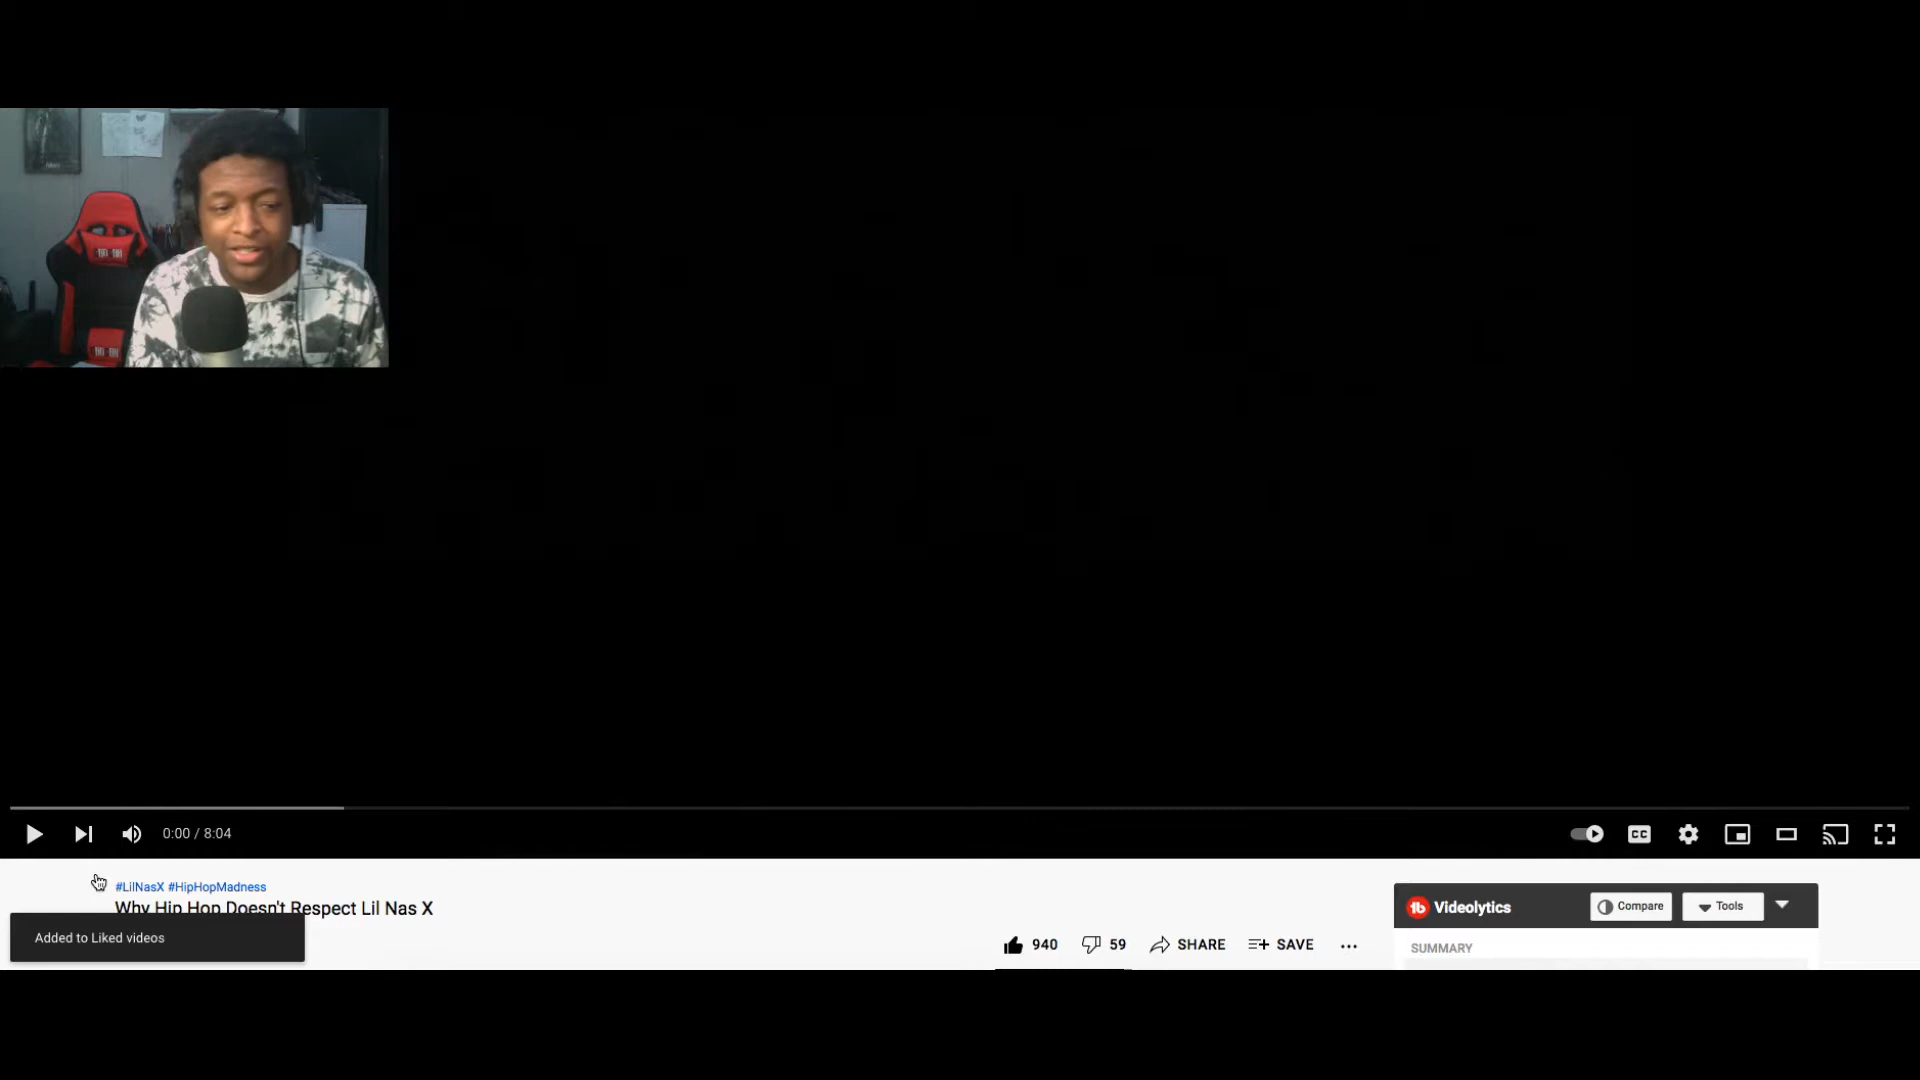 0:00 / 8:04
CC
#LilNasX #HipHopMadness
Why Hip Hop Doesn't Respect Lil Nas X
Added to Liked videos
940
59
SHARE
SAVE
Videolytics
Compare
Tools
SUMMARY